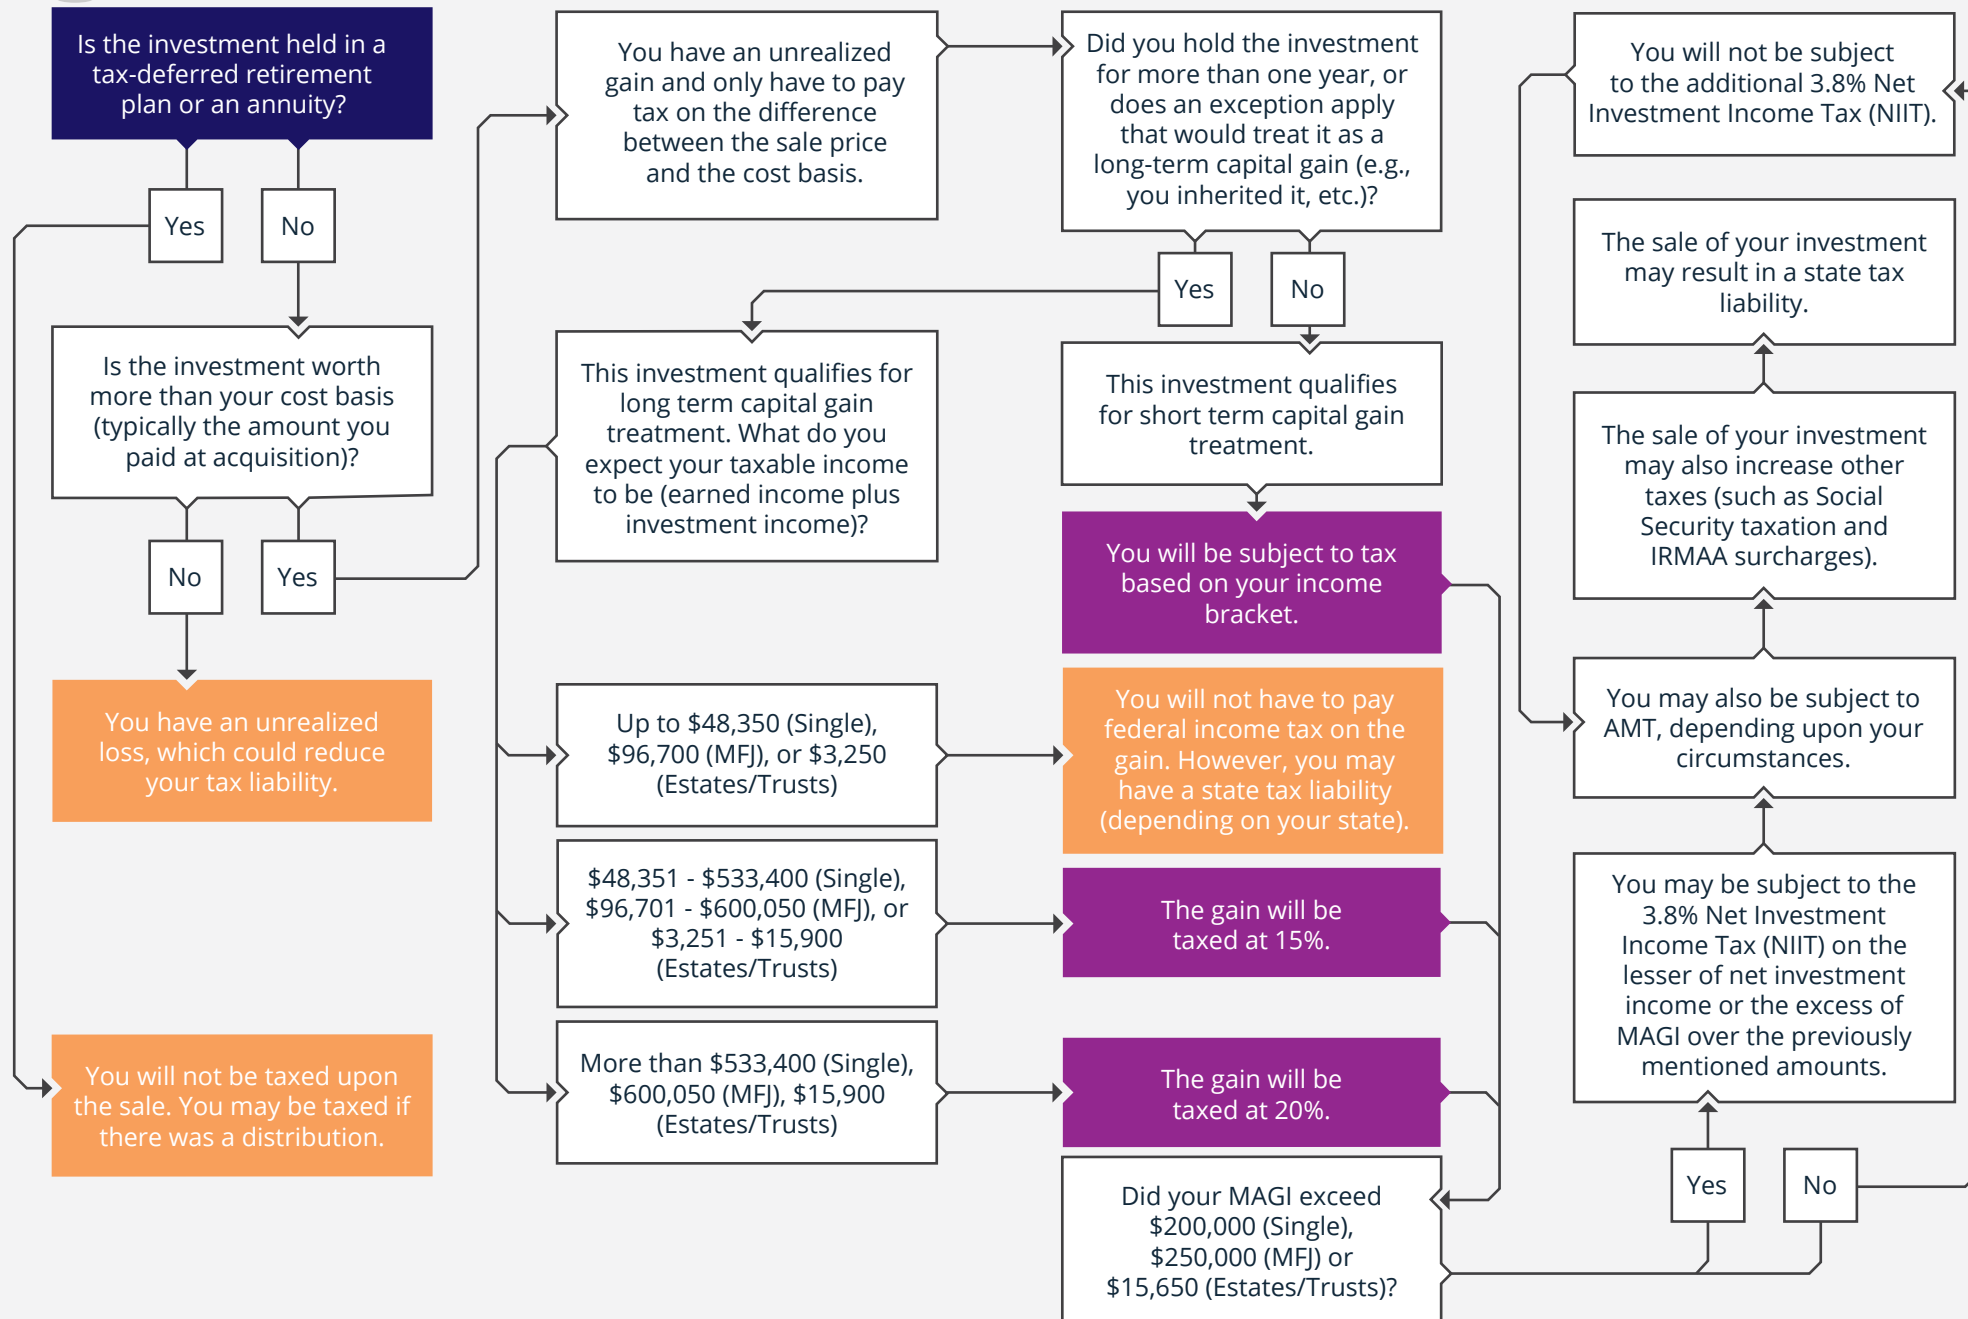 Is the investment held in a
tax-deferred retirement
plan or an annuity?
Yes
No
Is the investment worth
more than your cost basis
(typically the amount you
paid at acquisition)?
No
Yes
You have an unrealized
loss, which could reduce
your tax liability.
You will not be taxed upon
the sale. You may be taxed if
there was a distribution.
You have an unrealized
gain and only have to pay
tax on the difference
between the sale price
and the cost basis.
Did you hold the investment
for more than one year, or
does an exception apply
that would treat it as a
long-term capital gain (e.g.,
you inherited it, etc.)?
Yes
No
This investment qualifies for
long term capital gain
treatment. What do you
expect your taxable income
to be (earned income plus
investment income)?
This investment qualifies
for short term capital gain
treatment.
You will be subject to tax
based on your income
bracket.
Up to $48,350 (Single),
$96,700 (MFJ), or $3,250
(Estates/Trusts)
You will not have to pay
federal income tax on the
gain. However, you may
have a state tax liability
(depending on your state).
$48,351 - $533,400 (Single),
$96,701 - $600,050 (MFJ), or
$3,251 - $15,900
(Estates/Trusts)
The gain will be
taxed at 15%.
More than $533,400 (Single),
$600,050 (MFJ), $15,900
(Estates/Trusts)
The gain will be
taxed at 20%.
Did your MAGI exceed
$200,000 (Single),
$250,000 (MFJ) or
$15,650 (Estates/Trusts)?
You will not be subject
to the additional 3.8% Net
Investment Income Tax (NIIT).
The sale of your investment
may result in a state tax
liability.
The sale of your investment
may also increase other
taxes (such as Social
Security taxation and
IRMAA surcharges).
You may also be subject to
AMT, depending upon your
circumstances.
You may be subject to the
3.8% Net Investment
Income Tax (NIIT) on the
lesser of net investment
income or the excess of
MAGI over the previously
mentioned amounts.
Yes
No